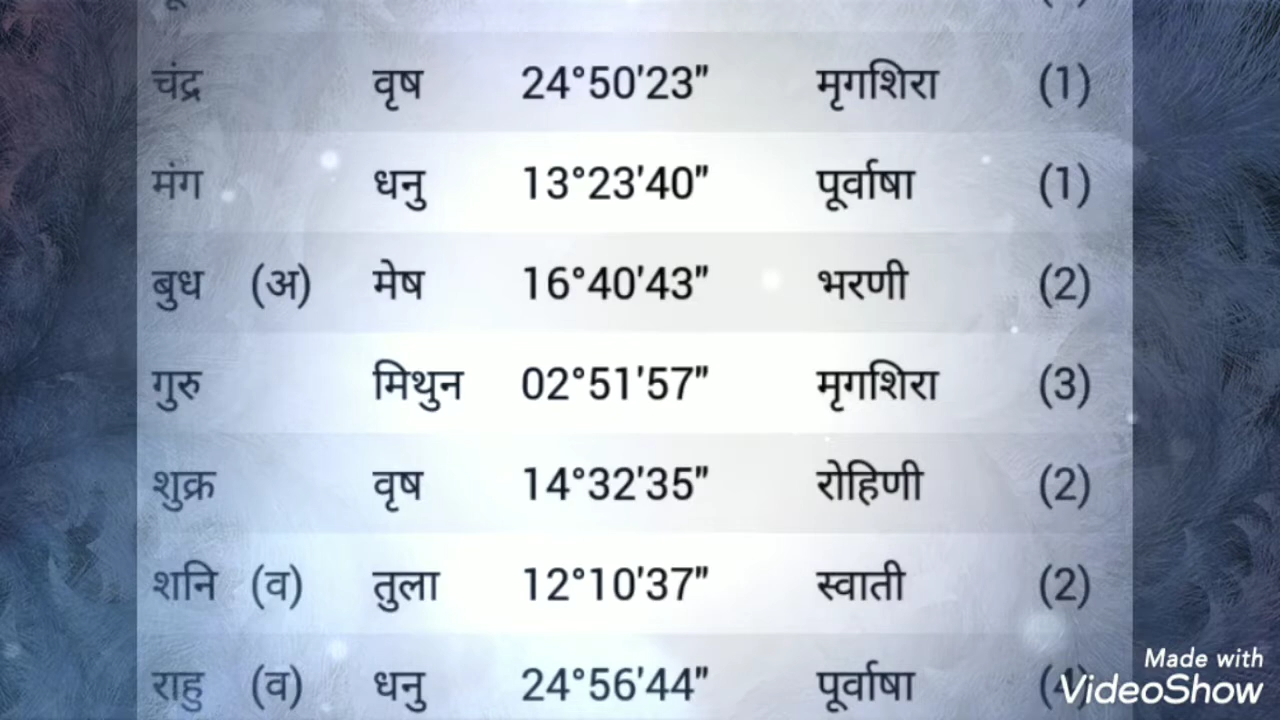 चंद्र वृष 24°50'23" मृगशिरा (1)
मंग धनु 13°23'40" पूर्वाषा (1)
बुध (अ) मेष 16°40'43" भरणी (2)
गुरु मिथुन 02°51'57" मृगशिरा (3)
शुक्र वृष 14°32'35" रोहिणी (2)
शनि (व) तुला 12°10'37" स्वाती (2)
राहु (व) धनु 24°56'44" पूर्वाषा (4)
Made with
VideoShow